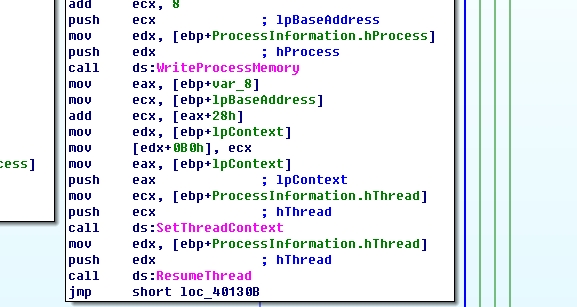 add     ecx, 8
push    ecx             ; lpBaseAddress
mov     edx, [ebp+ProcessInformation.hProcess]
push    edx             ; hProcess
call    ds:WriteProcessMemory
mov     eax, [ebp+var_8]
mov     ecx, [ebp+lpBaseAddress]
add     ecx, [eax+28h]
mov     edx, [ebp+lpContext]
mov     [edx+0B0h], ecx
cess]
mov     eax, [ebp+lpContext]
push    eax             ; lpContext
mov     ecx, [ebp+ProcessInformation.hThread]
push    ecx             ; hThread
call    ds:SetThreadContext
mov     edx, [ebp+ProcessInformation.hThread]
push    edx             ; hThread
call    ds:ResumeThread
jmp     short loc_40130B